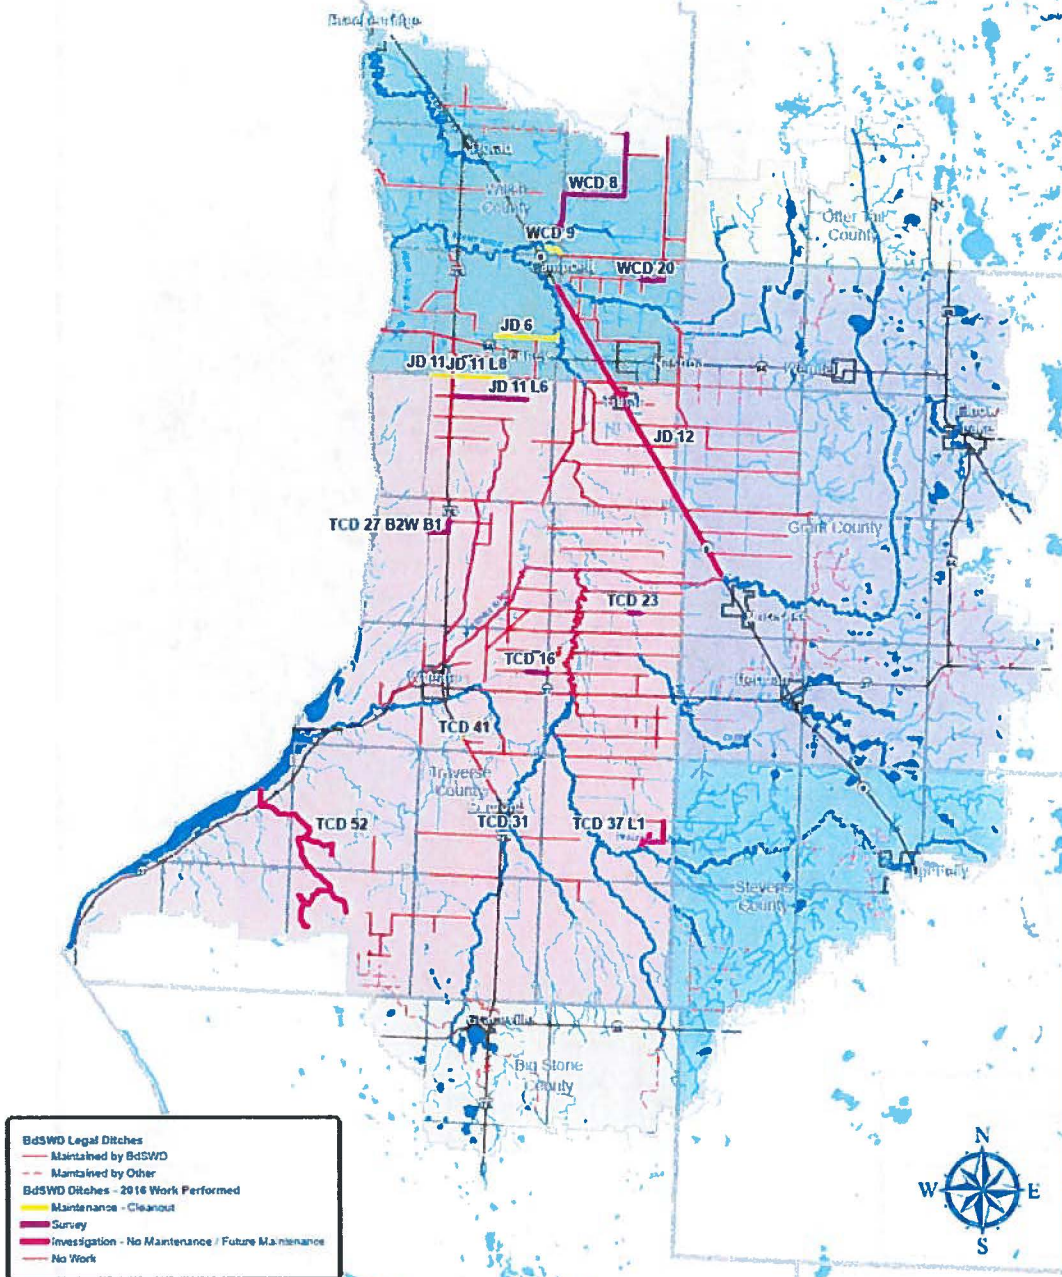 WCD 8
Wilkin
County
Otter Tail
County
WCD 9
WCD 20
JD 6
JD 11
JD 11 L8
JD 11 L6
JD 12
TCD 27 B2W B1
Grant County
TCD 23
TCD 16
TCD 41
Traverse
County
TCD 31
TCD 37 L1
TCD 52
Stevens
County
Big Stone
County
BdSWD Legal Ditches
Maintained by BdSWD
Maintained by Other
BdSWD Ditches - 2016 Work Performed
Maintenance - Cleanout
Survey
Investigation - No Maintenance / Future Maintenance
No Work
N
W
E
S